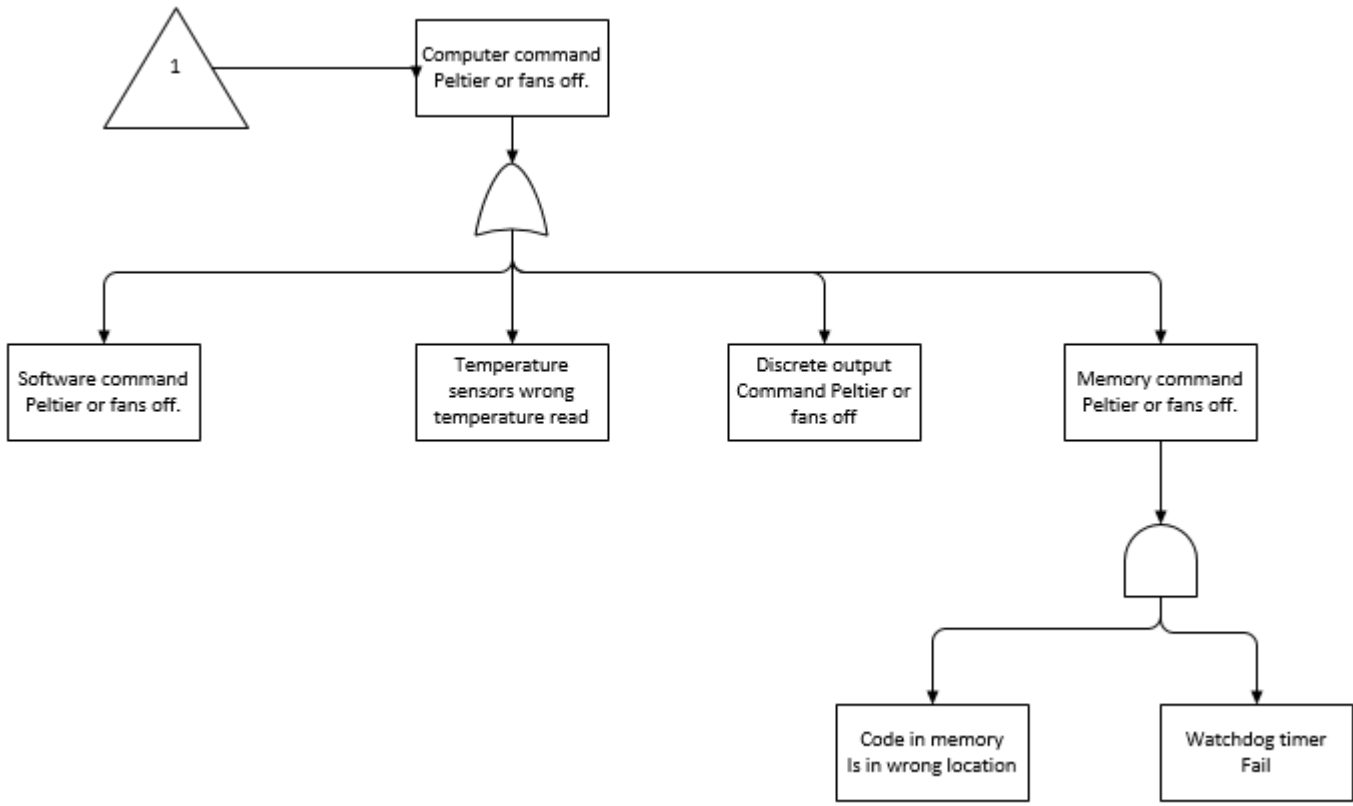 1
Computer command
Peltier or fans off.
Software command
Peltier or fans off.
Temperature
sensors wrong
temperature read
Discrete output
Command Peltier or
fans off
Memory command
Peltier or fans off.
Code in memory
Is in wrong location
Watchdog timer
Fail